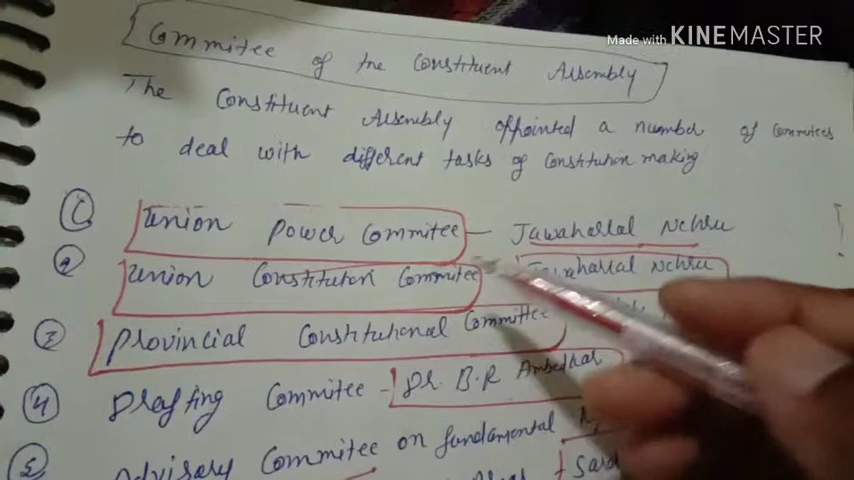 Made with KINEMASTER
Commitee of the Constituent Assembly
The Constituent Assembly appointed a number of Commitees
to deal with different tasks of Constitution making
1 Union Power Commitee — Jawaharlal Nehru
2 Union Constitution Commitee Jawaharlal Nehru
3 Provincial Constitutional Committee
4 Drafting Commitee - Dr. B.R Ambedkar
5 Advisary Commitee on fundamental